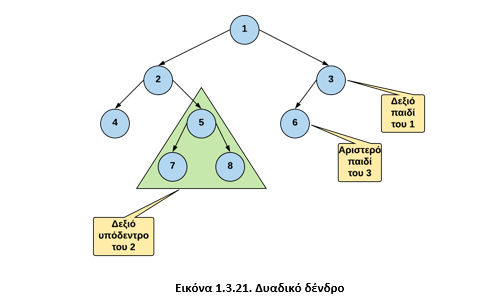 1
2
3
Δεξιό
παιδί
του 1
4
5
6
Αριστερό
παιδί
του 3
7
8
Δεξιό
υπόδεντρο
του 2
Εικόνα 1.3.21. Δυαδικό δένδρο